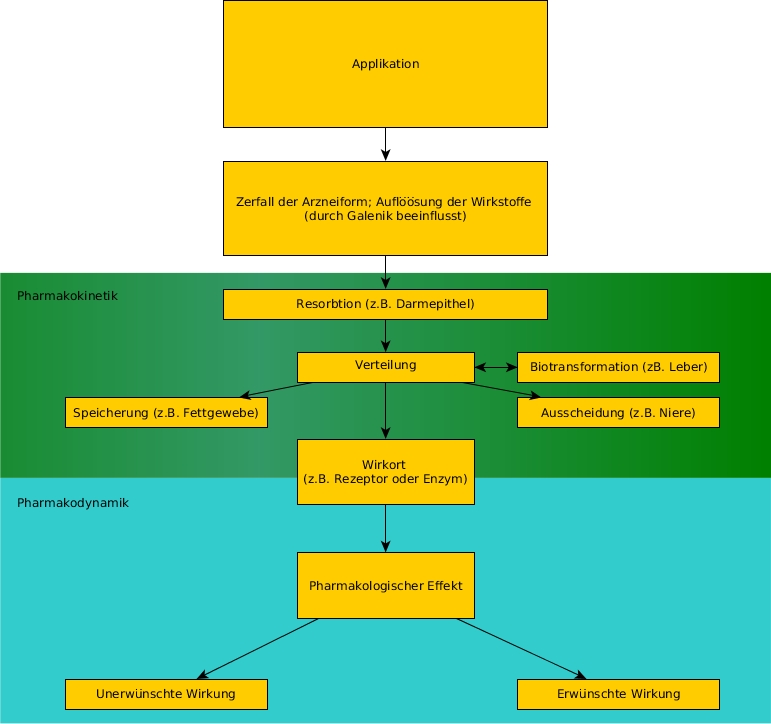 Applikation
Zerfall der Arzneiform; Auflöösung der Wirkstoffe
(durch Galenik beeinflusst)
Pharmakokinetik
Resorbtion (z.B. Darmepithel)
Verteilung
Biotransformation (zB. Leber)
Speicherung (z.B. Fettgewebe)
Ausscheidung (z.B. Niere)
Wirkort
(z.B. Rezeptor oder Enzym)
Pharmakodynamik
Pharmakologischer Effekt
Unerwünschte Wirkung
Erwünschte Wirkung